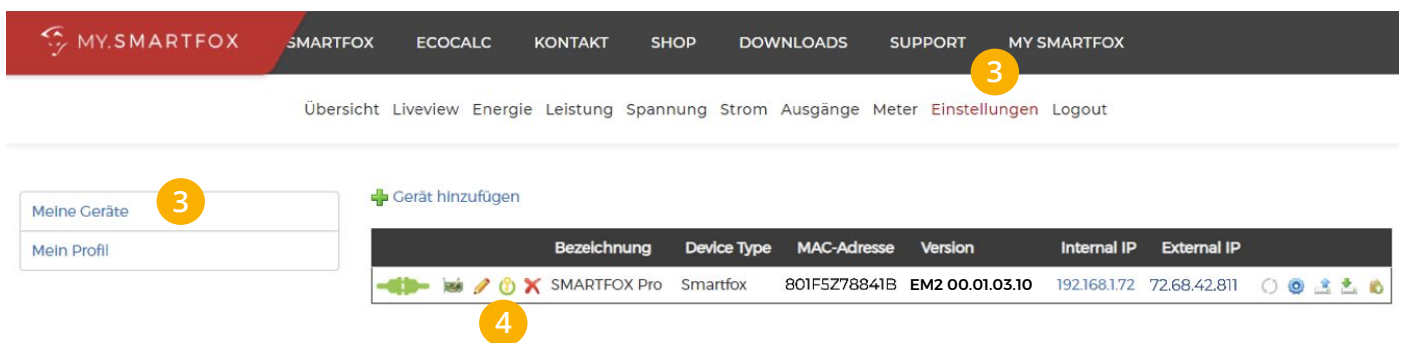 MY.SMARTFOX SMARTFOX ECOCALC KONTAKT SHOP DOWNLOADS SUPPORT MY SMARTFOX
3
Übersicht Liveview Energie Leistung Spannung Strom Ausgänge Meter Einstellungen Logout
Meine Geräte 3
Mein Profil
Gerät hinzufügen
Bezeichnung Device Type MAC-Adresse Version Internal IP External IP
SMARTFOX Pro Smartfox 801F5Z78841B EM2 00.01.03.10 192.168.1.72 72.68.42.811
4